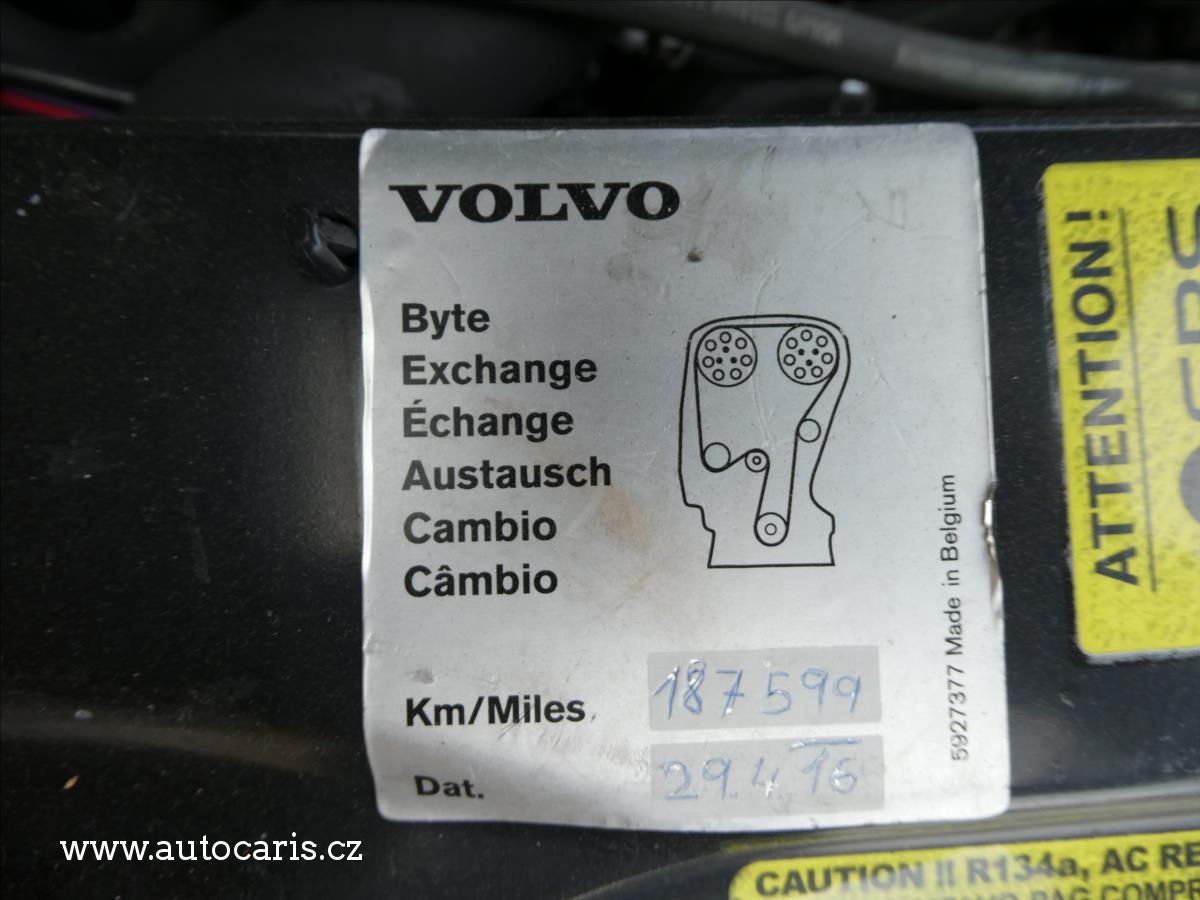 VOLVO
Byte
Exchange
Échange
Austausch
Cambio
Câmbio
Km/Miles 187599
Dat. 29.4 16
5927377 Made in Belgium
ATTENTION!
www.autocaris.cz
CAUTION !! R134a, AC RE